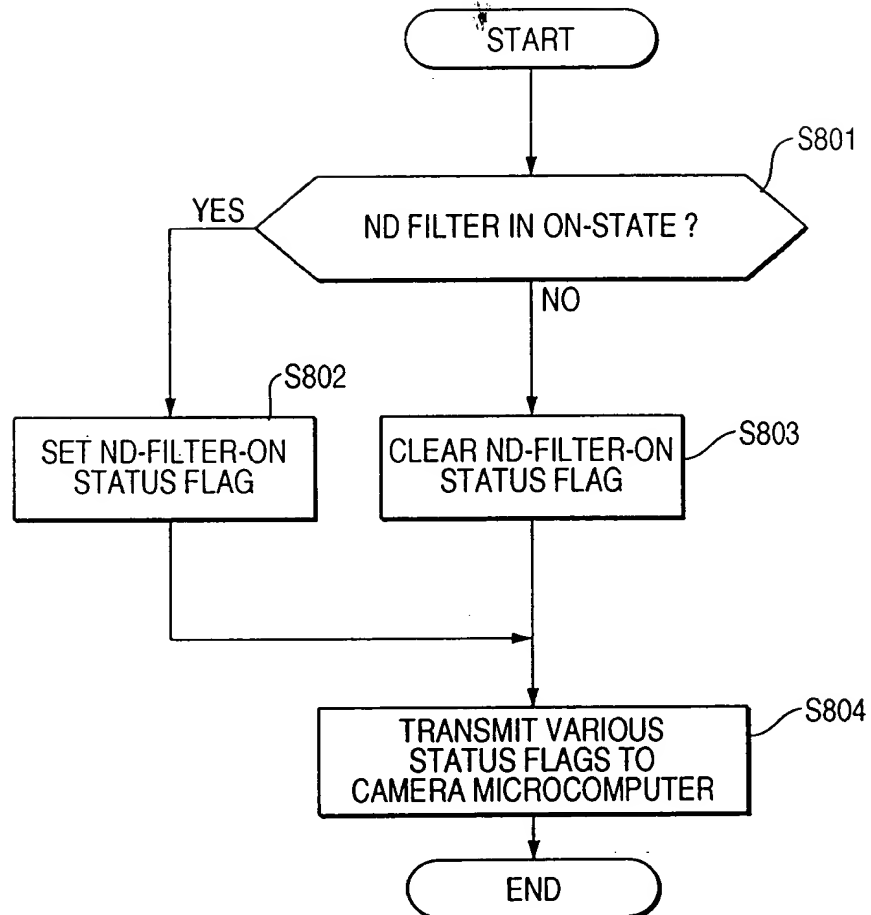 START
S801
ND FILTER IN ON-STATE ?
YES
NO
S802
SET ND-FILTER-ON
STATUS FLAG
S803
CLEAR ND-FILTER-ON
STATUS FLAG
S804
TRANSMIT VARIOUS
STATUS FLAGS TO
CAMERA MICROCOMPUTER
END